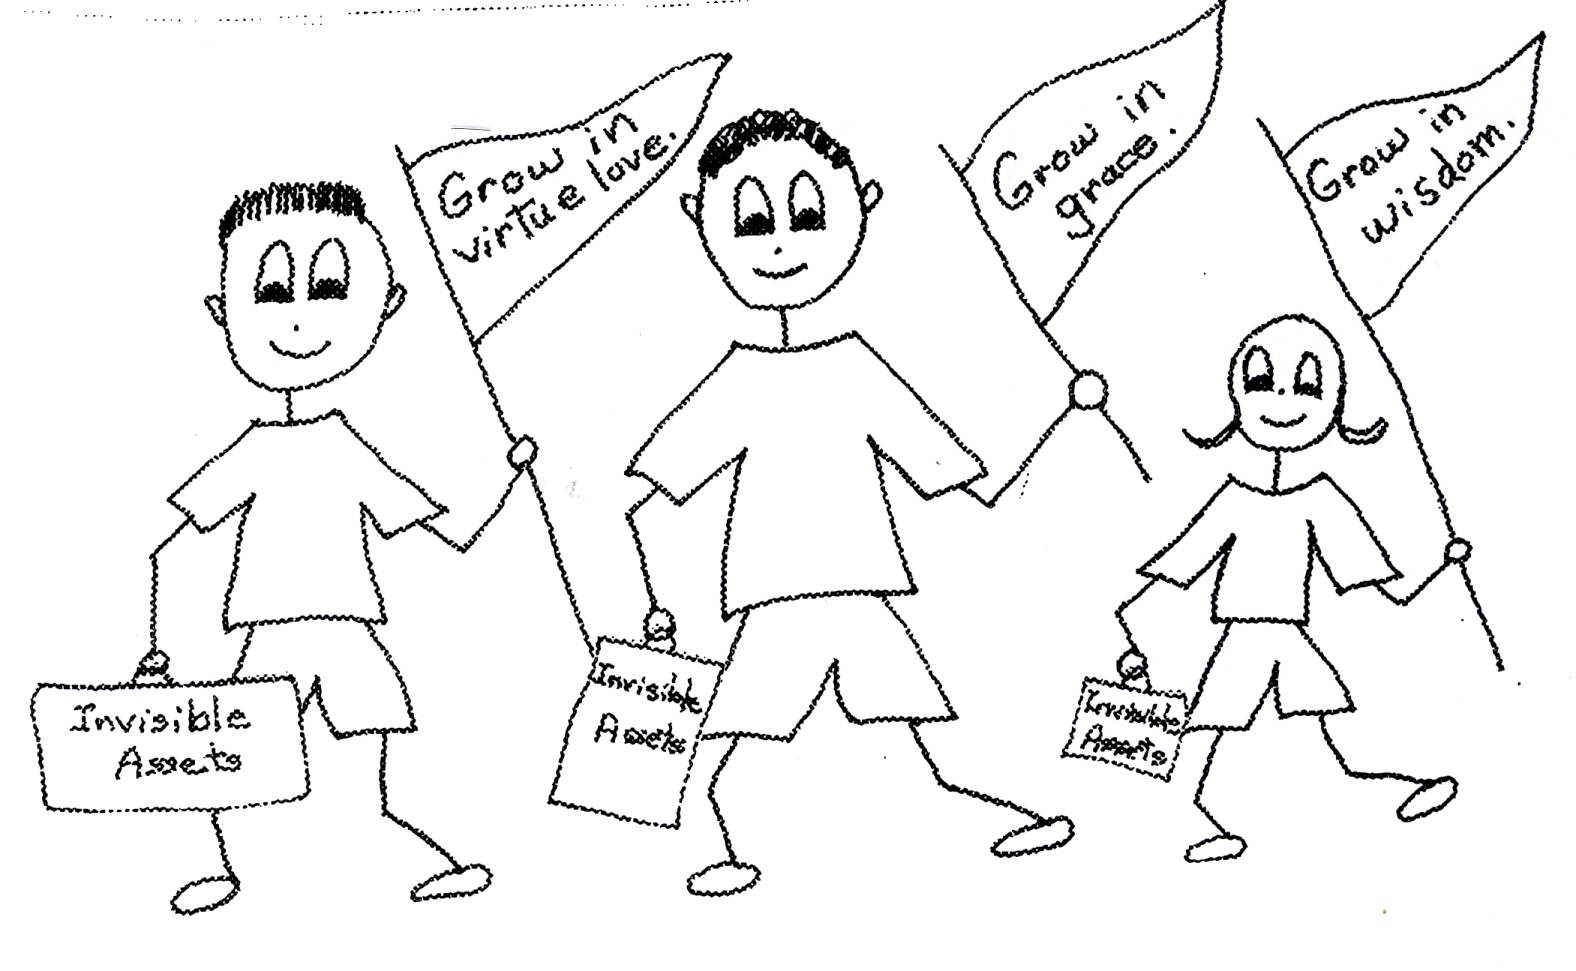 Grow in
virtue love.
Grow in
grace.
Grow in
wisdom.
Invisible
Assets
Invisible
Assets
Invisible
Assets